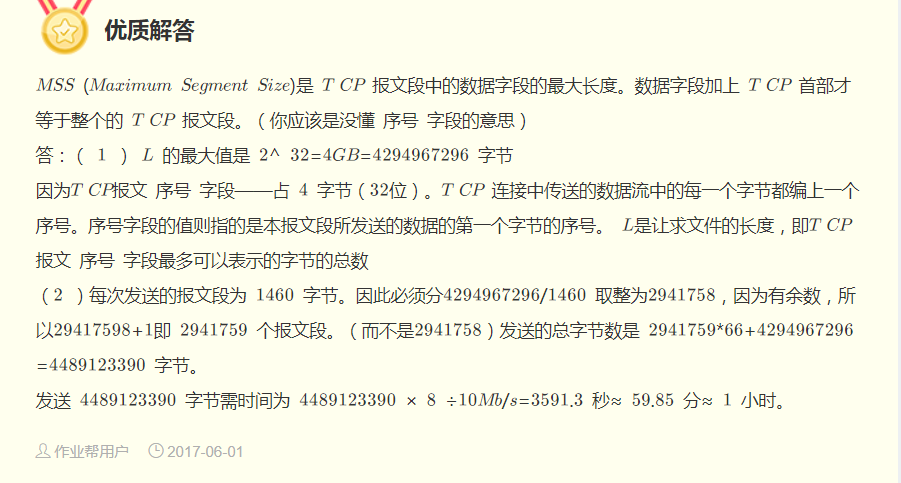 优质解答
MSS (Maximum Segment Size)是 T CP 报文段中的数据字段的最大长度。数据字段加上 T CP 首部才
等于整个的 T CP 报文段。（你应该是没懂 序号 字段的意思）
答：（ 1 ） L 的最大值是 2^ 32=4GB=4294967296 字节
因为T CP报文 序号 字段——占 4 字节（32位）。T CP 连接中传送的数据流中的每一个字节都编上一个
序号。序号字段的值则指的是本报文段所发送的数据的第一个字节的序号。 L是让求文件的长度，即T CP
报文 序号 字段最多可以表示的字节的总数
（2 ）每次发送的报文段为 1460 字节。因此必须分4294967296/1460 取整为2941758，因为有余数，所
以29417598+1即 2941759 个报文段。（而不是2941758）发送的总字节数是 2941759*66+4294967296
=4489123390 字节。
发送 4489123390 字节需时间为 4489123390 × 8 ÷10Mb/s=3591.3 秒≈ 59.85 分≈ 1 小时。
作业帮用户 2017-06-01